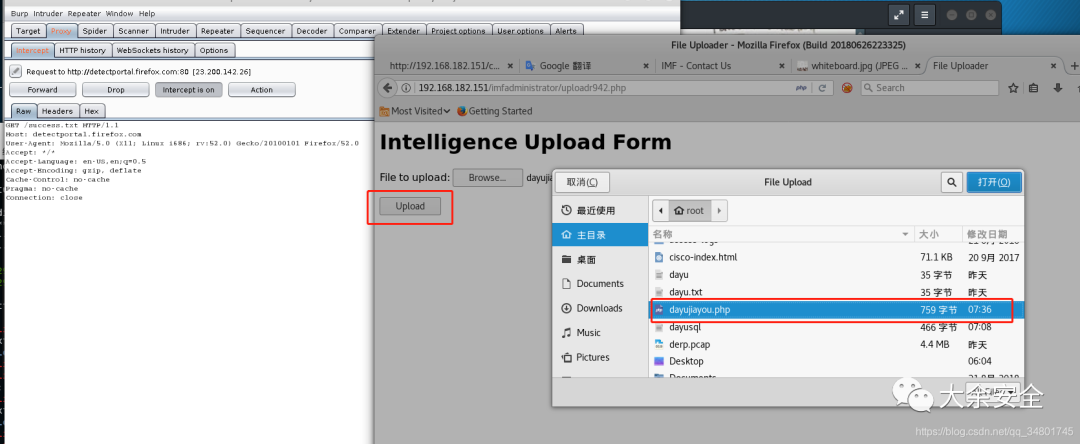 Burp Intruder Repeater Window Help
Target Proxy Spider Scanner Intruder Repeater Sequencer Decoder Comparer Extender Project options User options Alerts
Intercept HTTP history WebSockets history Options
Request to http://detectportal.firefox.com:80 [23.200.142.26]
Forward Drop Intercept is on Action
Raw Headers Hex
GET /success.txt HTTP/1.1
Host: detectportal.firefox.com
User-Agent: Mozilla/5.0 (X11; Linux i686; rv:52.0) Gecko/20100101 Firefox/52.0
Accept: */*
Accept-Language: en-US,en;q=0.5
Accept-Encoding: gzip, deflate
Cache-Control: no-cache
Pragma: no-cache
Connection: close
File Uploader - Mozilla Firefox (Build 20180626223325)
http://192.168.182.151/c... Google 翻译 IMF - Contact Us whiteboard.jpg (JPEG ... File Uploader
192.168.182.151/imfadministrator/uploadr942.php
php
Search
Most Visited Getting Started
Intelligence Upload Form
File to upload: Browse... dayujia
Upload
取消(C) File Upload 打开(O)
root
最近使用
主目录
桌面
Documents
Downloads
Music
Pictures
名称 大小 修改日期
cisco-index.html 71.1 KB 20 9月 2017
dayu 35 字节 昨天
dayu.txt 35 字节 昨天
dayujiayou.php 759 字节 07:36
dayusql 466 字节 07:08
derp.pcap 4.4 MB 昨天
Desktop 06:04
大余安全
https://blog.csdn.net/qq_34801745